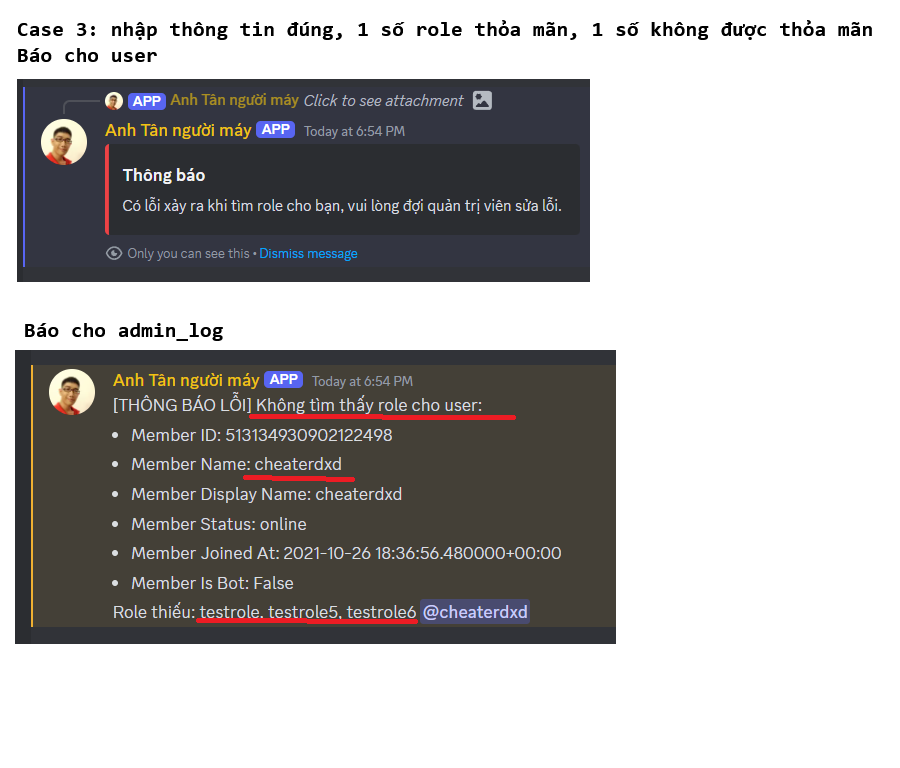 Case 3: nhập thông tin đúng, 1 số role thỏa mãn, 1 số không được thỏa mãn
Báo cho user
APP Anh Tân người máy Click to see attachment
Anh Tân người máy APP Today at 6:54 PM
Thông báo
Có lỗi xảy ra khi tìm role cho bạn, vui lòng đợi quản trị viên sửa lỗi.
Only you can see this • Dismiss message
Báo cho admin_log
Anh Tân người máy APP Today at 6:54 PM
[THÔNG BÁO LỖI] Không tìm thấy role cho user:
• Member ID: 513134930902122498
• Member Name: cheaterdxd
• Member Display Name: cheaterdxd
• Member Status: online
• Member Joined At: 2021-10-26 18:36:56.480000+00:00
• Member Is Bot: False
Role thiếu: testrole, testrole5, testrole6 @cheaterdxd